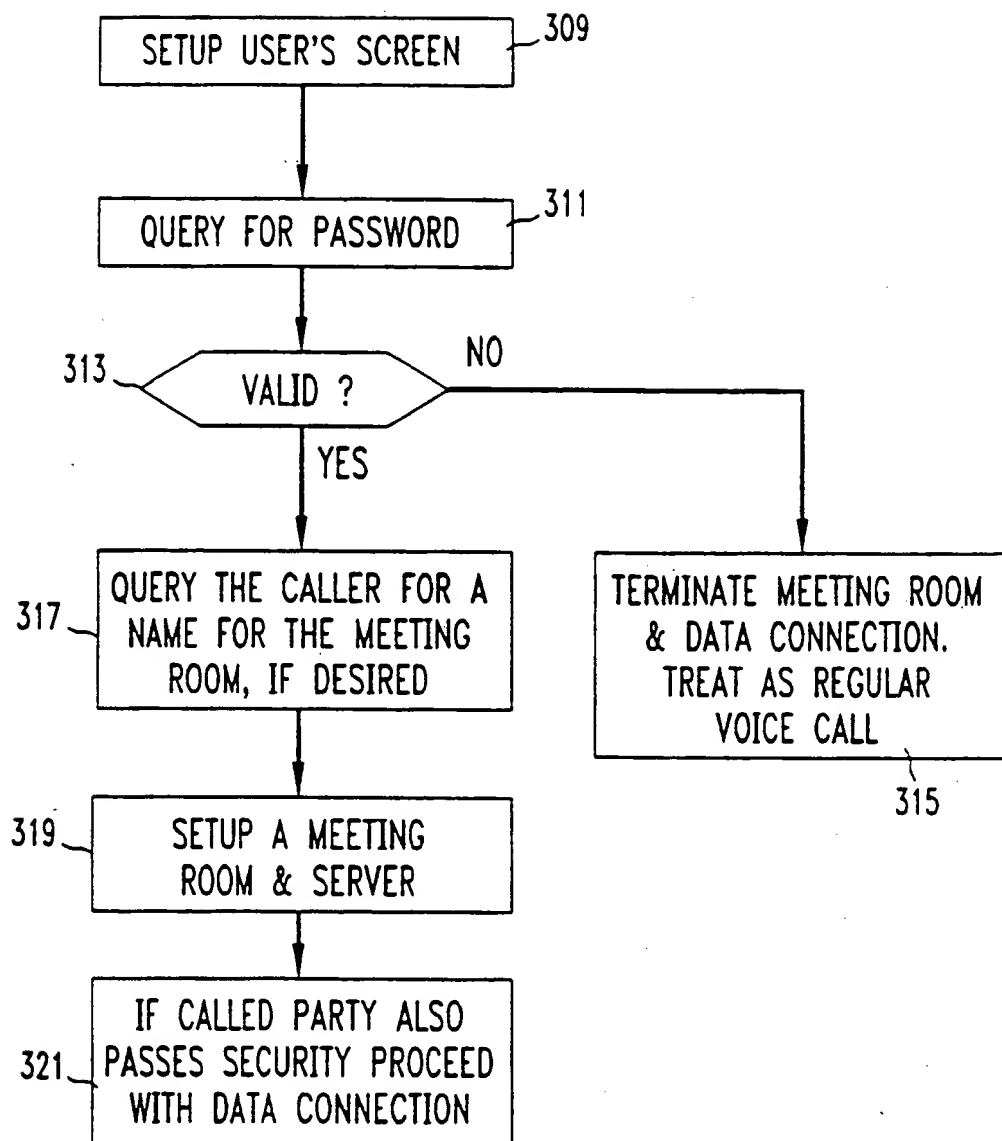 SETUP USER'S SCREEN
309
QUERY FOR PASSWORD
311
313
VALID ?
NO
YES
317
QUERY THE CALLER FOR A
NAME FOR THE MEETING
ROOM, IF DESIRED
TERMINATE MEETING ROOM
& DATA CONNECTION.
TREAT AS REGULAR
VOICE CALL
315
319
SETUP A MEETING
ROOM & SERVER
321
IF CALLED PARTY ALSO
PASSES SECURITY PROCEED
WITH DATA CONNECTION